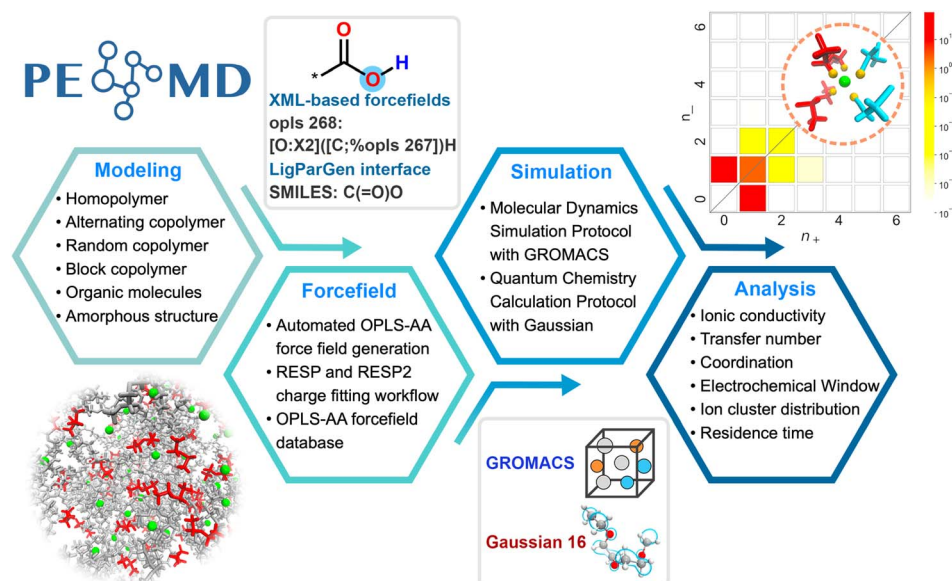 PE MD
O
H
* O
XML-based forcefields
opls 268:
[O:X2]([C;%opls 267])H
LigParGen interface
SMILES: C(=O)O
Modeling
• Homopolymer
• Alternating copolymer
• Random copolymer
• Block copolymer
• Organic molecules
• Amorphous structure
Forcefield
• Automated OPLS-AA
force field generation
• RESP and RESP2
charge fitting workflow
• OPLS-AA forcefield
database
Simulation
• Molecular Dynamics
Simulation Protocol
with GROMACS
• Quantum Chemistry
Calculation Protocol
with Gaussian
GROMACS
Gaussian 16
n_
6
4
2
0
0 2 4 6
n+
Analysis
• Ionic conductivity
• Transfer number
• Coordination
• Electrochemical Window
• Ion cluster distribution
• Residence time